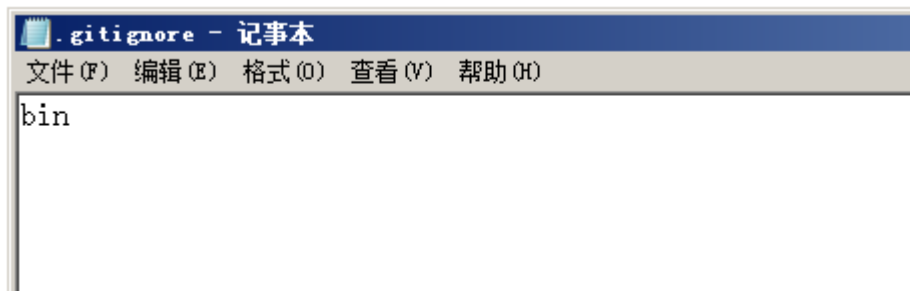 .gitignore - 记事本
文件(F) 编辑(E) 格式(O) 查看(V) 帮助(H)
bin